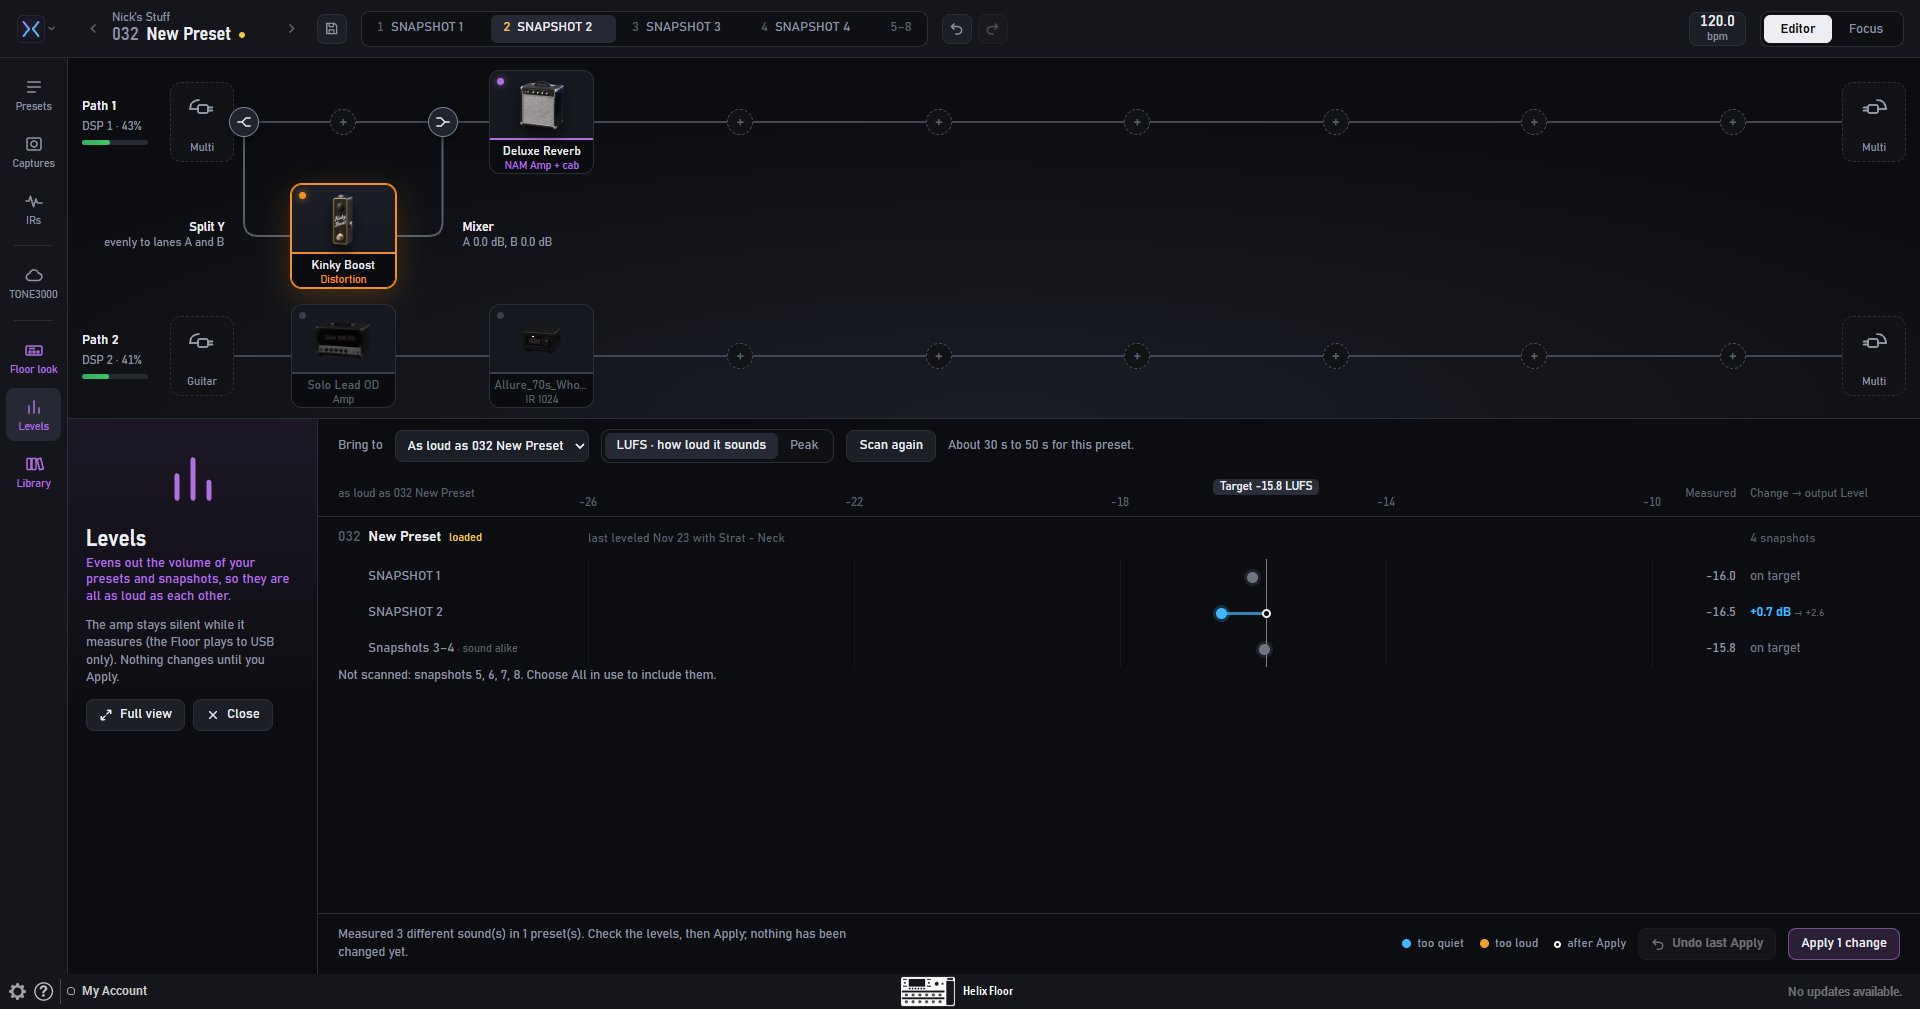 Nick's Stuff
032 New Preset
1 SNAPSHOT 1
2 SNAPSHOT 2
3 SNAPSHOT 3
4 SNAPSHOT 4
5-8
120.0
bpm
Editor
Focus
Presets
Captures
IRs
TONE3000
Floor look
Levels
Library
Path 1
DSP 1 · 43%
Multi
Deluxe Reverb
NAM Amp + cab
Multi
Split Y
evenly to lanes A and B
Kinky Boost
Distortion
Mixer
A 0.0 dB, B 0.0 dB
Path 2
DSP 2 · 41%
Guitar
Solo Lead OD
Amp
Allure_70s_Who...
IR 1024
Multi
Levels
Evens out the volume of your
presets and snapshots, so they are
all as loud as each other.
The amp stays silent while it
measures (the Floor plays to USB
only). Nothing changes until you
Apply.
Full view
Close
Bring to
As loud as 032 New Preset
LUFS · how loud it sounds
Peak
Scan again
About 30 s to 50 s for this preset.
as loud as 032 New Preset
-26
-22
-18
Target -15.8 LUFS
-14
-10
Measured
Change → output Level
032 New Preset loaded
last leveled Nov 23 with Strat - Neck
4 snapshots
SNAPSHOT 1
-16.0
on target
SNAPSHOT 2
-16.5
+0.7 dB → +2.6
Snapshots 3-4 · sound alike
-15.8
on target
Not scanned: snapshots 5, 6, 7, 8. Choose All in use to include them.
Measured 3 different sound(s) in 1 preset(s). Check the levels, then Apply; nothing has been
changed yet.
too quiet
too loud
after Apply
Undo last Apply
Apply 1 change
My Account
Helix Floor
No updates available.